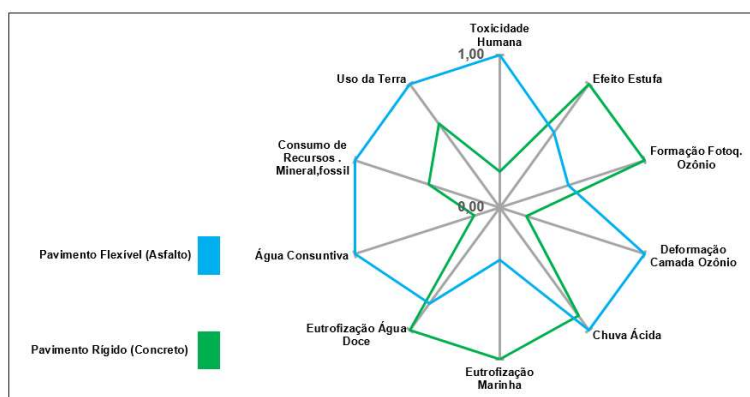 Toxicidade
Humana
1,00
Uso da Terra
Efeito Estufa
Consumo de
Recursos .
Mineral,fossil
Formação Fotoq.
Ozônio
0,00
Pavimento Flexível (Asfalto)
Água Consuntiva
Deformação
Camada Ozônio
Eutrofização Água
Doce
Chuva Ácida
Pavimento Rígido (Concreto)
Eutrofização
Marinha